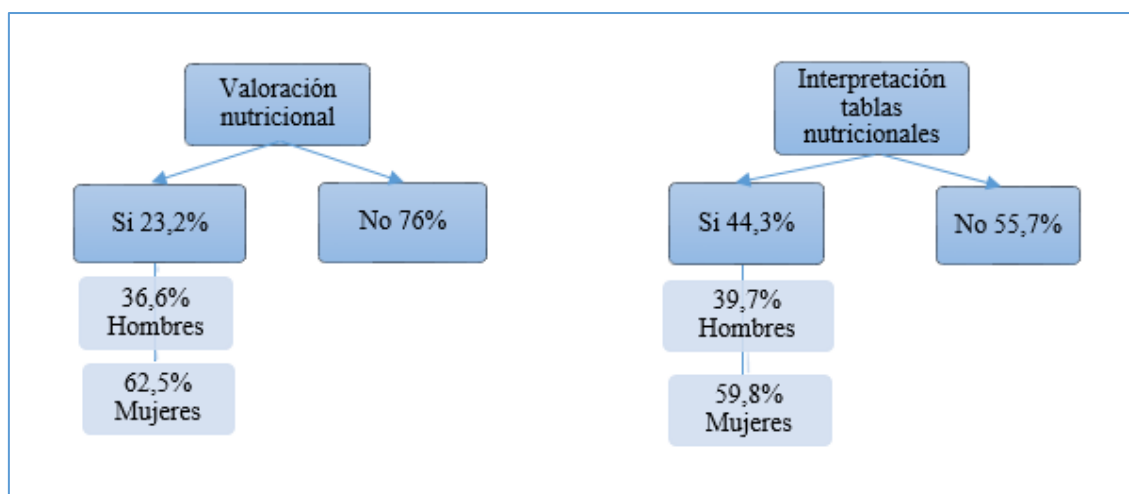 Valoración
nutricional
Si 23,2%
No 76%
36,6%
Hombres
62,5%
Mujeres
Interpretación
tablas
nutricionales
Si 44,3%
No 55,7%
39,7%
Hombres
59,8%
Mujeres